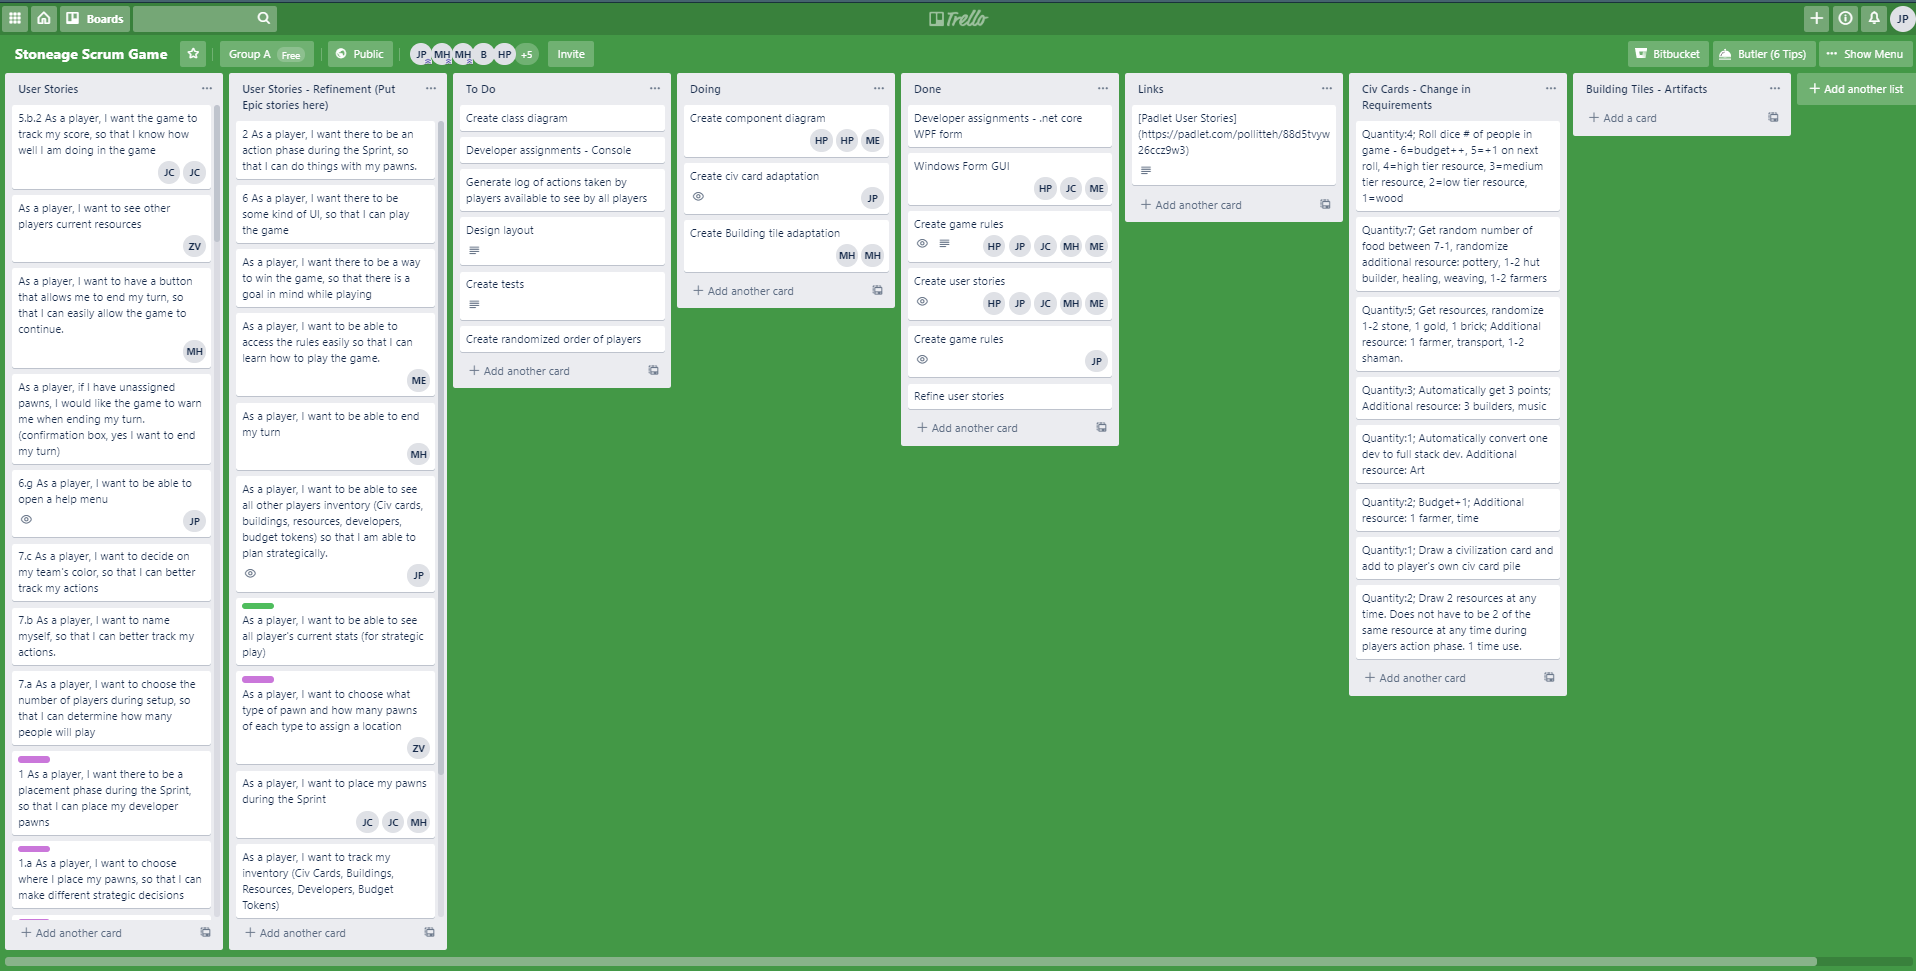 Boards
Trello
JP
Stoneage Scrum Game
Group A Free
Public
JP MH MH B HP +5
Invite
Bitbucket
Butler (6 Tips)
... Show Menu
User Stories
5.b.2 As a player, I want the game to
track my score, so that I know how
well I am doing in the game
JC JC
As a player, I want to see other
players current resources
ZV
As a player, I want to have a button
that allows me to end my turn, so
that I can easily allow the game to
continue.
MH
As a player, if I have unassigned
pawns, I would like the game to warn
me when ending my turn.
(confirmation box, yes I want to end
my turn)
6.g As a player, I want to be able to
open a help menu
JP
7.c As a player, I want to decide on
my team's color, so that I can better
track my actions
7.b As a player, I want to name
myself, so that I can better track my
actions.
7.a As a player, I want to choose the
number of players during setup, so
that I can determine how many
people will play
1 As a player, I want there to be a
placement phase during the Sprint,
so that I can place my developer
pawns
1.a As a player, I want to choose
where I place my pawns, so that I can
make different strategic decisions
+ Add another card
User Stories - Refinement (Put
Epic stories here)
2 As a player, I want there to be an
action phase during the Sprint, so
that I can do things with my pawns.
6 As a player, I want there to be
some kind of UI, so that I can play
the game
As a player, I want there to be a way
to win the game, so that there is a
goal in mind while playing
As a player, I want to be able to
access the rules easily so that I can
learn how to play the game.
ME
As a player, I want to be able to end
my turn
MH
As a player, I want to be able to see
all other players inventory (Civ cards,
buildings, resources, developers,
budget tokens) so that I am able to
plan strategically.
JP
As a player, I want to be able to see
all player's current stats (for strategic
play)
As a player, I want to choose what
type of pawn and how many pawns
of each type to assign a location
ZV
As a player, I want to place my pawns
during the Sprint
JC JC MH
As a player, I want to track my
inventory (Civ Cards, Buildings,
Resources, Developers, Budget
Tokens)
+ Add another card
To Do
Create class diagram
Developer assignments - Console
Generate log of actions taken by
players available to see by all players
Design layout
Create tests
Create randomized order of players
+ Add another card
Doing
Create component diagram
HP HP ME
Create civ card adaptation
JP
Create Building tile adaptation
MH MH
+ Add another card
Done
Developer assignments - .net core
WPF form
Windows Form GUI
HP JC ME
Create game rules
HP JP JC MH ME
Create user stories
HP JP JC MH ME
Create game rules
JP
Refine user stories
+ Add another card
Links
[Padlet User Stories]
(https://padlet.com/pollitteh/88d5tvyw
26ccz9w3)
+ Add another card
Civ Cards - Change in
Requirements
Quantity:4; Roll dice # of people in
game - 6=budget++, 5=+1 on next
roll, 4=high tier resource, 3=medium
tier resource, 2=low tier resource,
1=wood
Quantity:7; Get random number of
food between 7-1, randomize
additional resource: pottery, 1-2 hut
builder, healing, weaving, 1-2 farmers
Quantity:5; Get resources, randomize
1-2 stone, 1 gold, 1 brick; Additional
resource: 1 farmer, transport, 1-2
shaman.
Quantity:3; Automatically get 3 points;
Additional resource: 3 builders, music
Quantity:1; Automatically convert one
dev to full stack dev. Additional
resource: Art
Quantity:2; Budget+1; Additional
resource: 1 farmer, time
Quantity:1; Draw a civilization card and
add to player's own civ card pile
Quantity:2; Draw 2 resources at any
time. Does not have to be 2 of the
same resource at any time during
players action phase. 1 time use.
+ Add another card
Building Tiles - Artifacts
+ Add a card
+ Add another list